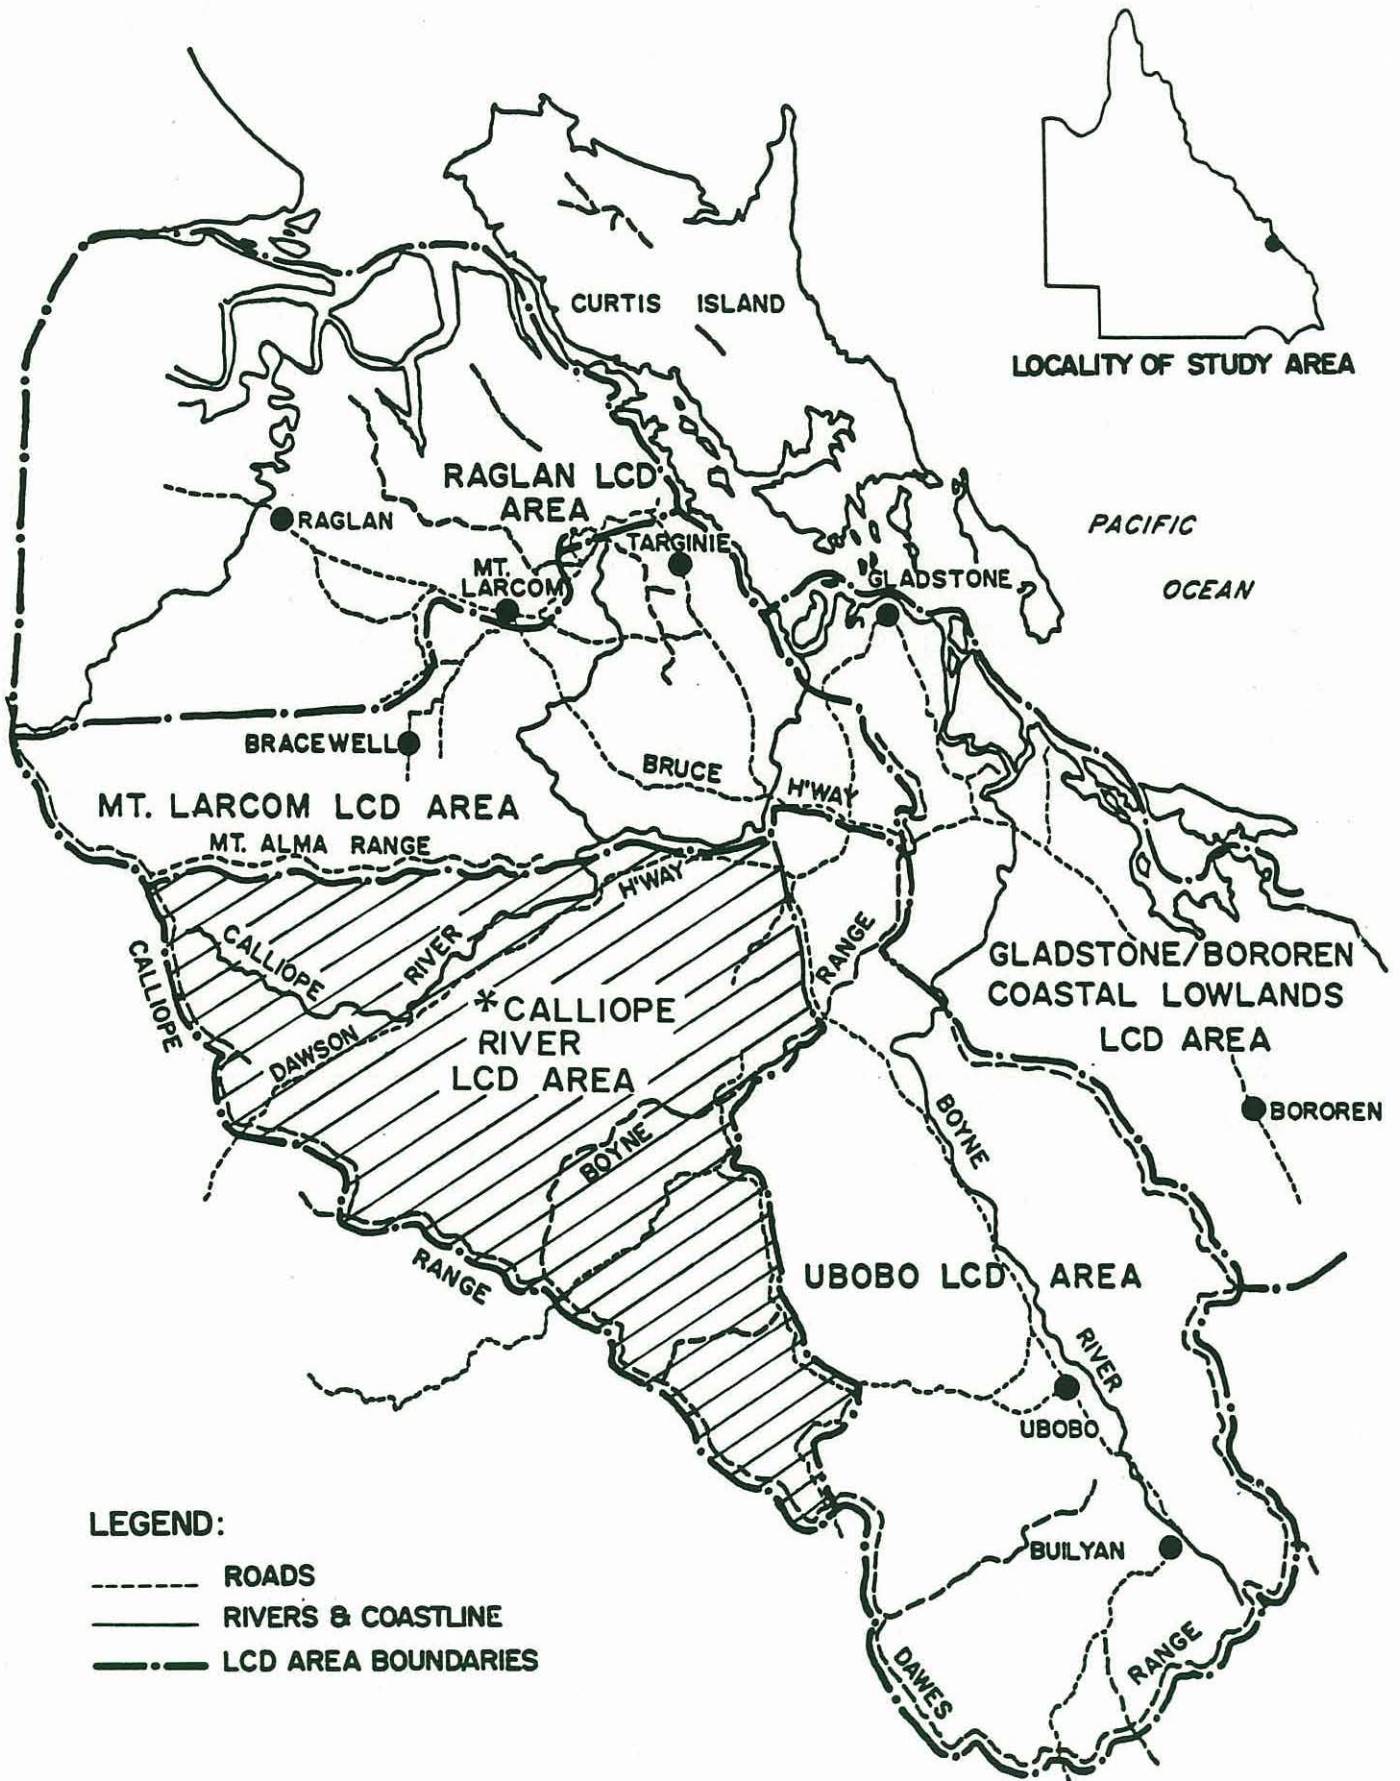 CURTIS ISLAND
LOCALITY OF STUDY AREA
RAGLAN LCD
AREA
RAGLAN
PACIFIC
OCEAN
TARGINIE
MT.
LARCOM
GLADSTONE
BRACEWELL
BRUCE
H'WAY
MT. LARCOM LCD AREA
MT. ALMA RANGE
H'WAY
CALLIOPE
CALLIOPE
RIVER
RANGE
GLADSTONE/BOROREN
COASTAL LOWLANDS
LCD AREA
*CALLIOPE
RIVER
LCD AREA
DAWSON
BOYNE
BOYNE
BOROREN
RANGE
UBOBO LCD AREA
RIVER
UBOBO
BUILYAN
DAWES
RANGE
LEGEND:
ROADS
RIVERS & COASTLINE
LCD AREA BOUNDARIES